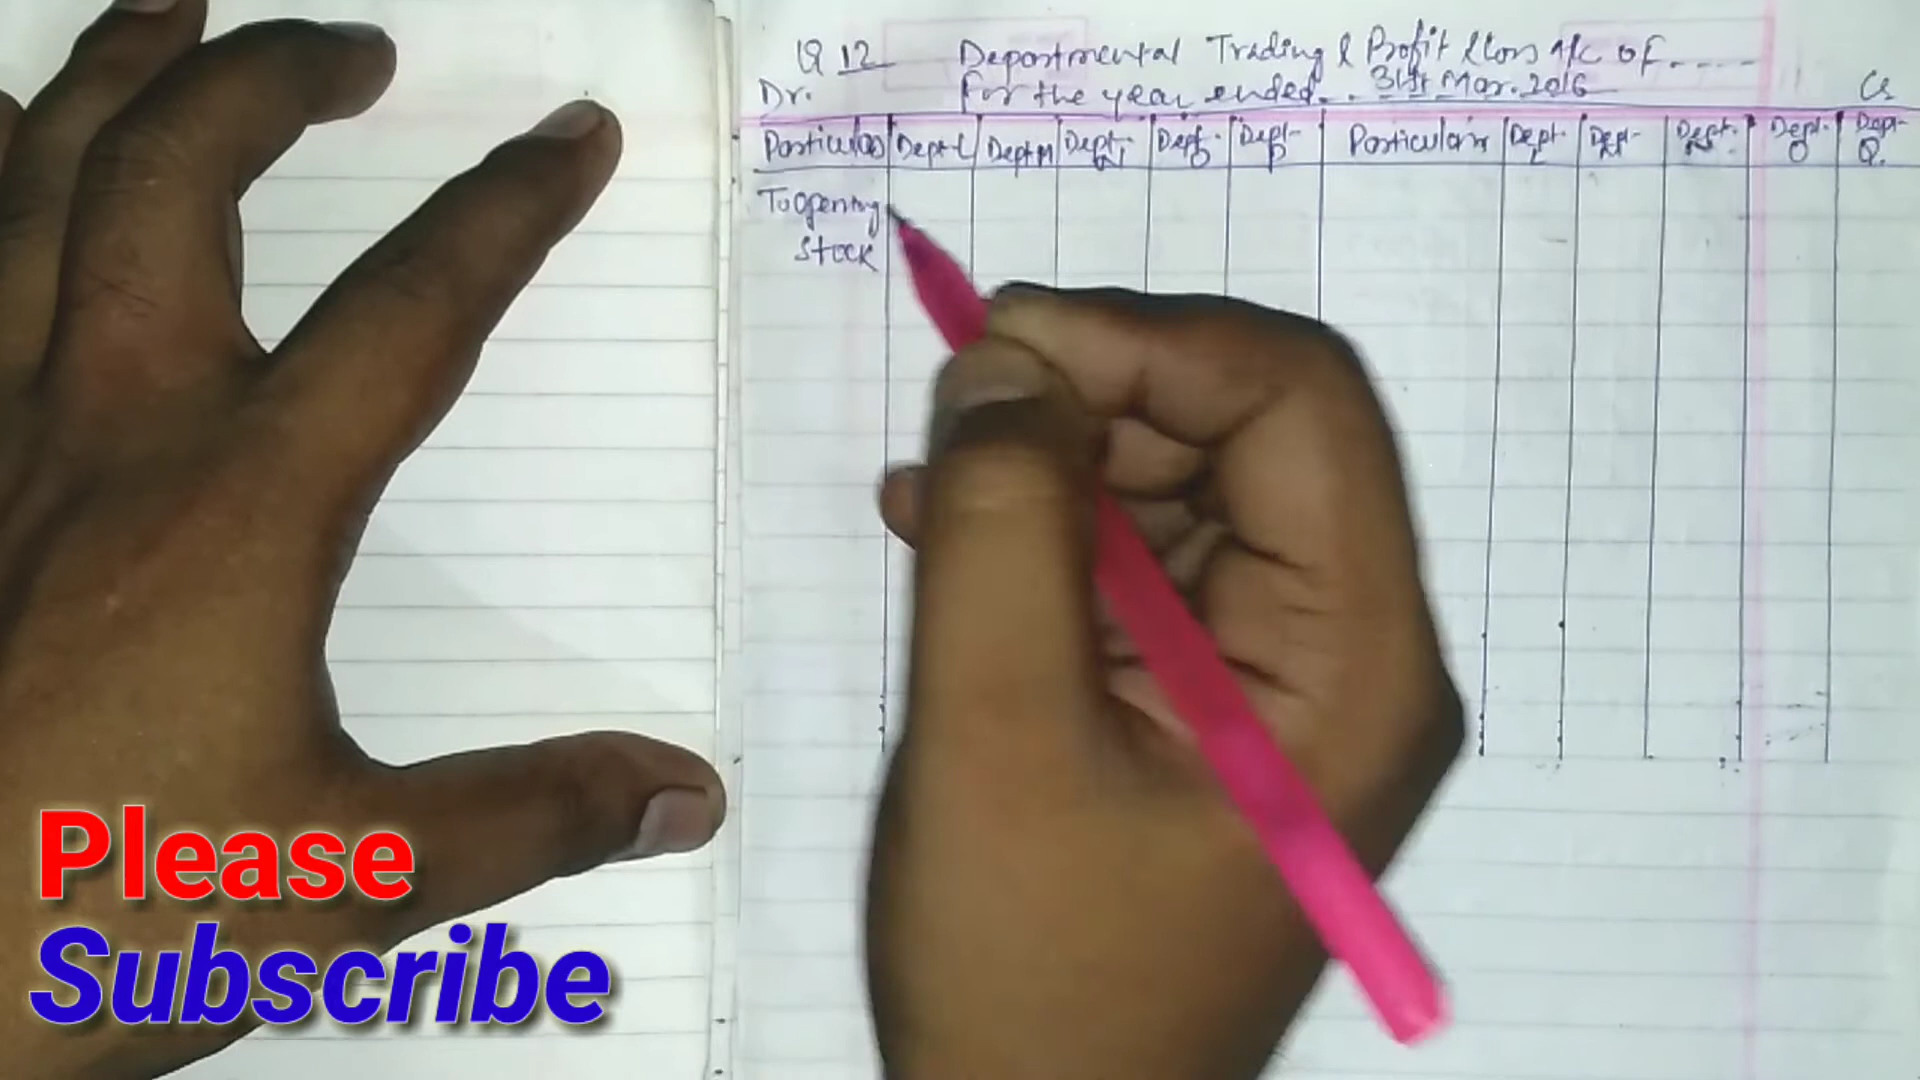 Q 12 Departmental Trading & Profit & Loss A/c of .....
Dr. For the year ended.. 31st Mar. 2016 Cr
Particulars Dept L Dept M Dept. N Dept. O Dept P Particulars Dept. L Dept Dept. Dept. O Dept Q.
To Opening
Stock
Please
Subscribe